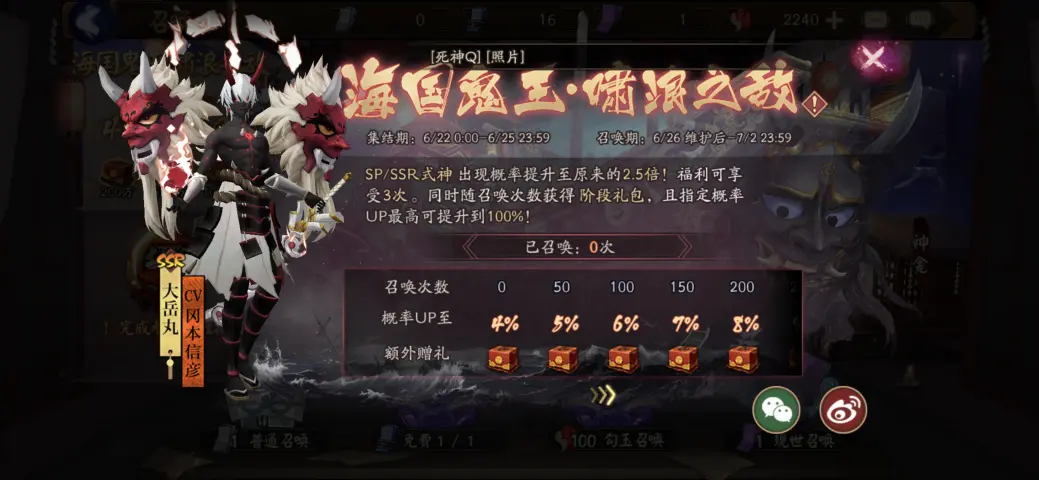 0
16
1
2240
[死神Q] [照片]
海国鬼王·啸浪之敌
集结期：6/22 0:00-6/25 23:59
召唤期：6/26 维护后-7/2 23:59
SP/SSR式神 出现概率提升至原来的2.5倍！福利可享
受3次。同时随召唤次数获得 阶段礼包，且指定概率
UP最高可提升到100%！
已召唤：0次
召唤次数 0 50 100 150 200
概率UP至 4% 5% 6% 7% 8%
额外赠礼
SSR
大岳丸
CV冈本信彦
神龛
1 普通召唤
免费 1 / 1
100 勾玉召唤
1 现世召唤